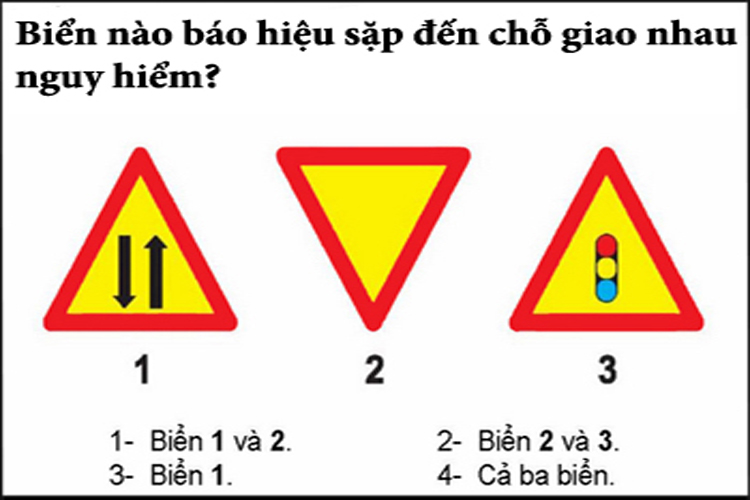 Biển nào báo hiệu sặp đến chỗ giao nhau
nguy hiểm?
1 2 3
1- Biển 1 và 2. 2- Biển 2 và 3.
3- Biển 1. 4- Cả ba biển.